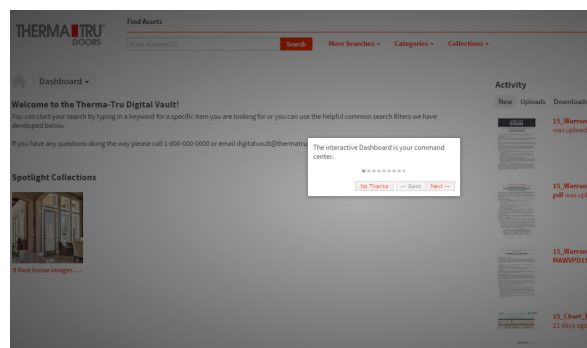 THERMA TRU
DOORS
Find Assets
Enter keyword(s)
Search
More Searches
Categories
Collections
Dashboard
Welcome to the Therma-Tru Digital Vault!
You can start your search by typing in a keyword for a specific item you are looking for or you can use the helpful common search filters we have
developed below.
If you have any questions along the way please call 1-800-000-0000 or email digitalvault@thermatru
Spotlight Collections
8 foot home images ....
The interactive Dashboard is your command
center.
No Thanks
← Back
Next →
Activity
New
Uploads
Downloads
15_Warran
was upload
15_Warran
pdf was upl
15_Warran
MAWVPD15
15_Chart_
21 days ago